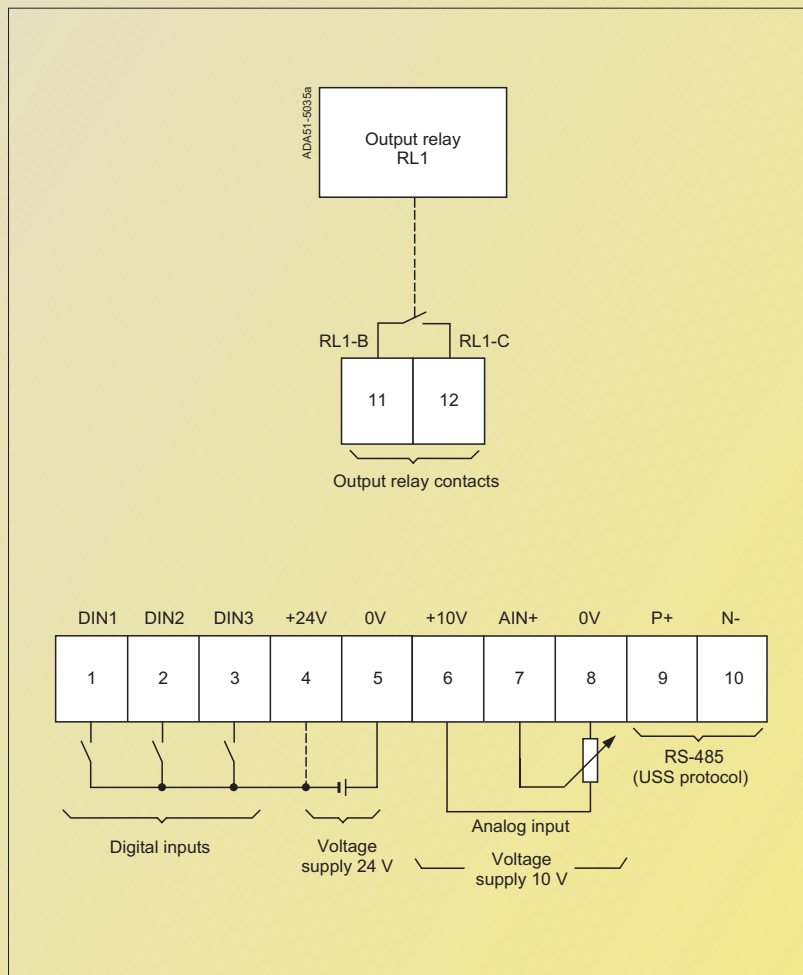 ADA51-5035a
Output relay
RL1
RL1-B RL1-C
11 12
Output relay contacts
DIN1 DIN2 DIN3 +24V 0V +10V AIN+ 0V P+ N-
1 2 3 4 5 6 7 8 9 10
RS-485
(USS protocol)
Analog input
Digital inputs
Voltage
supply 24 V
Voltage
supply 10 V